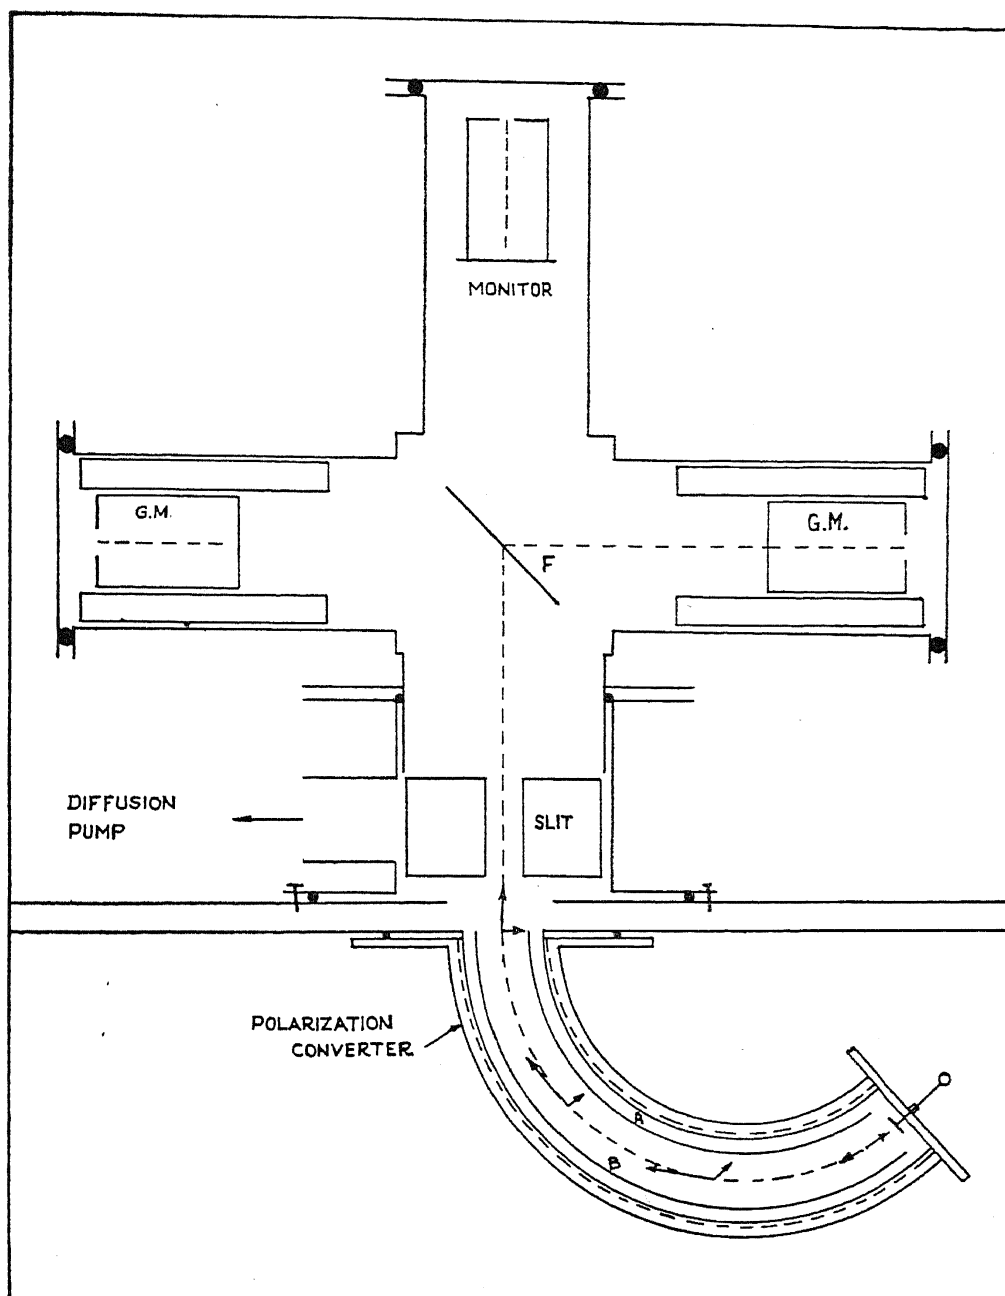 MONITOR
G.M.
G.M.
F
DIFFUSION
PUMP
SLIT
POLARIZATION
CONVERTER
A
B